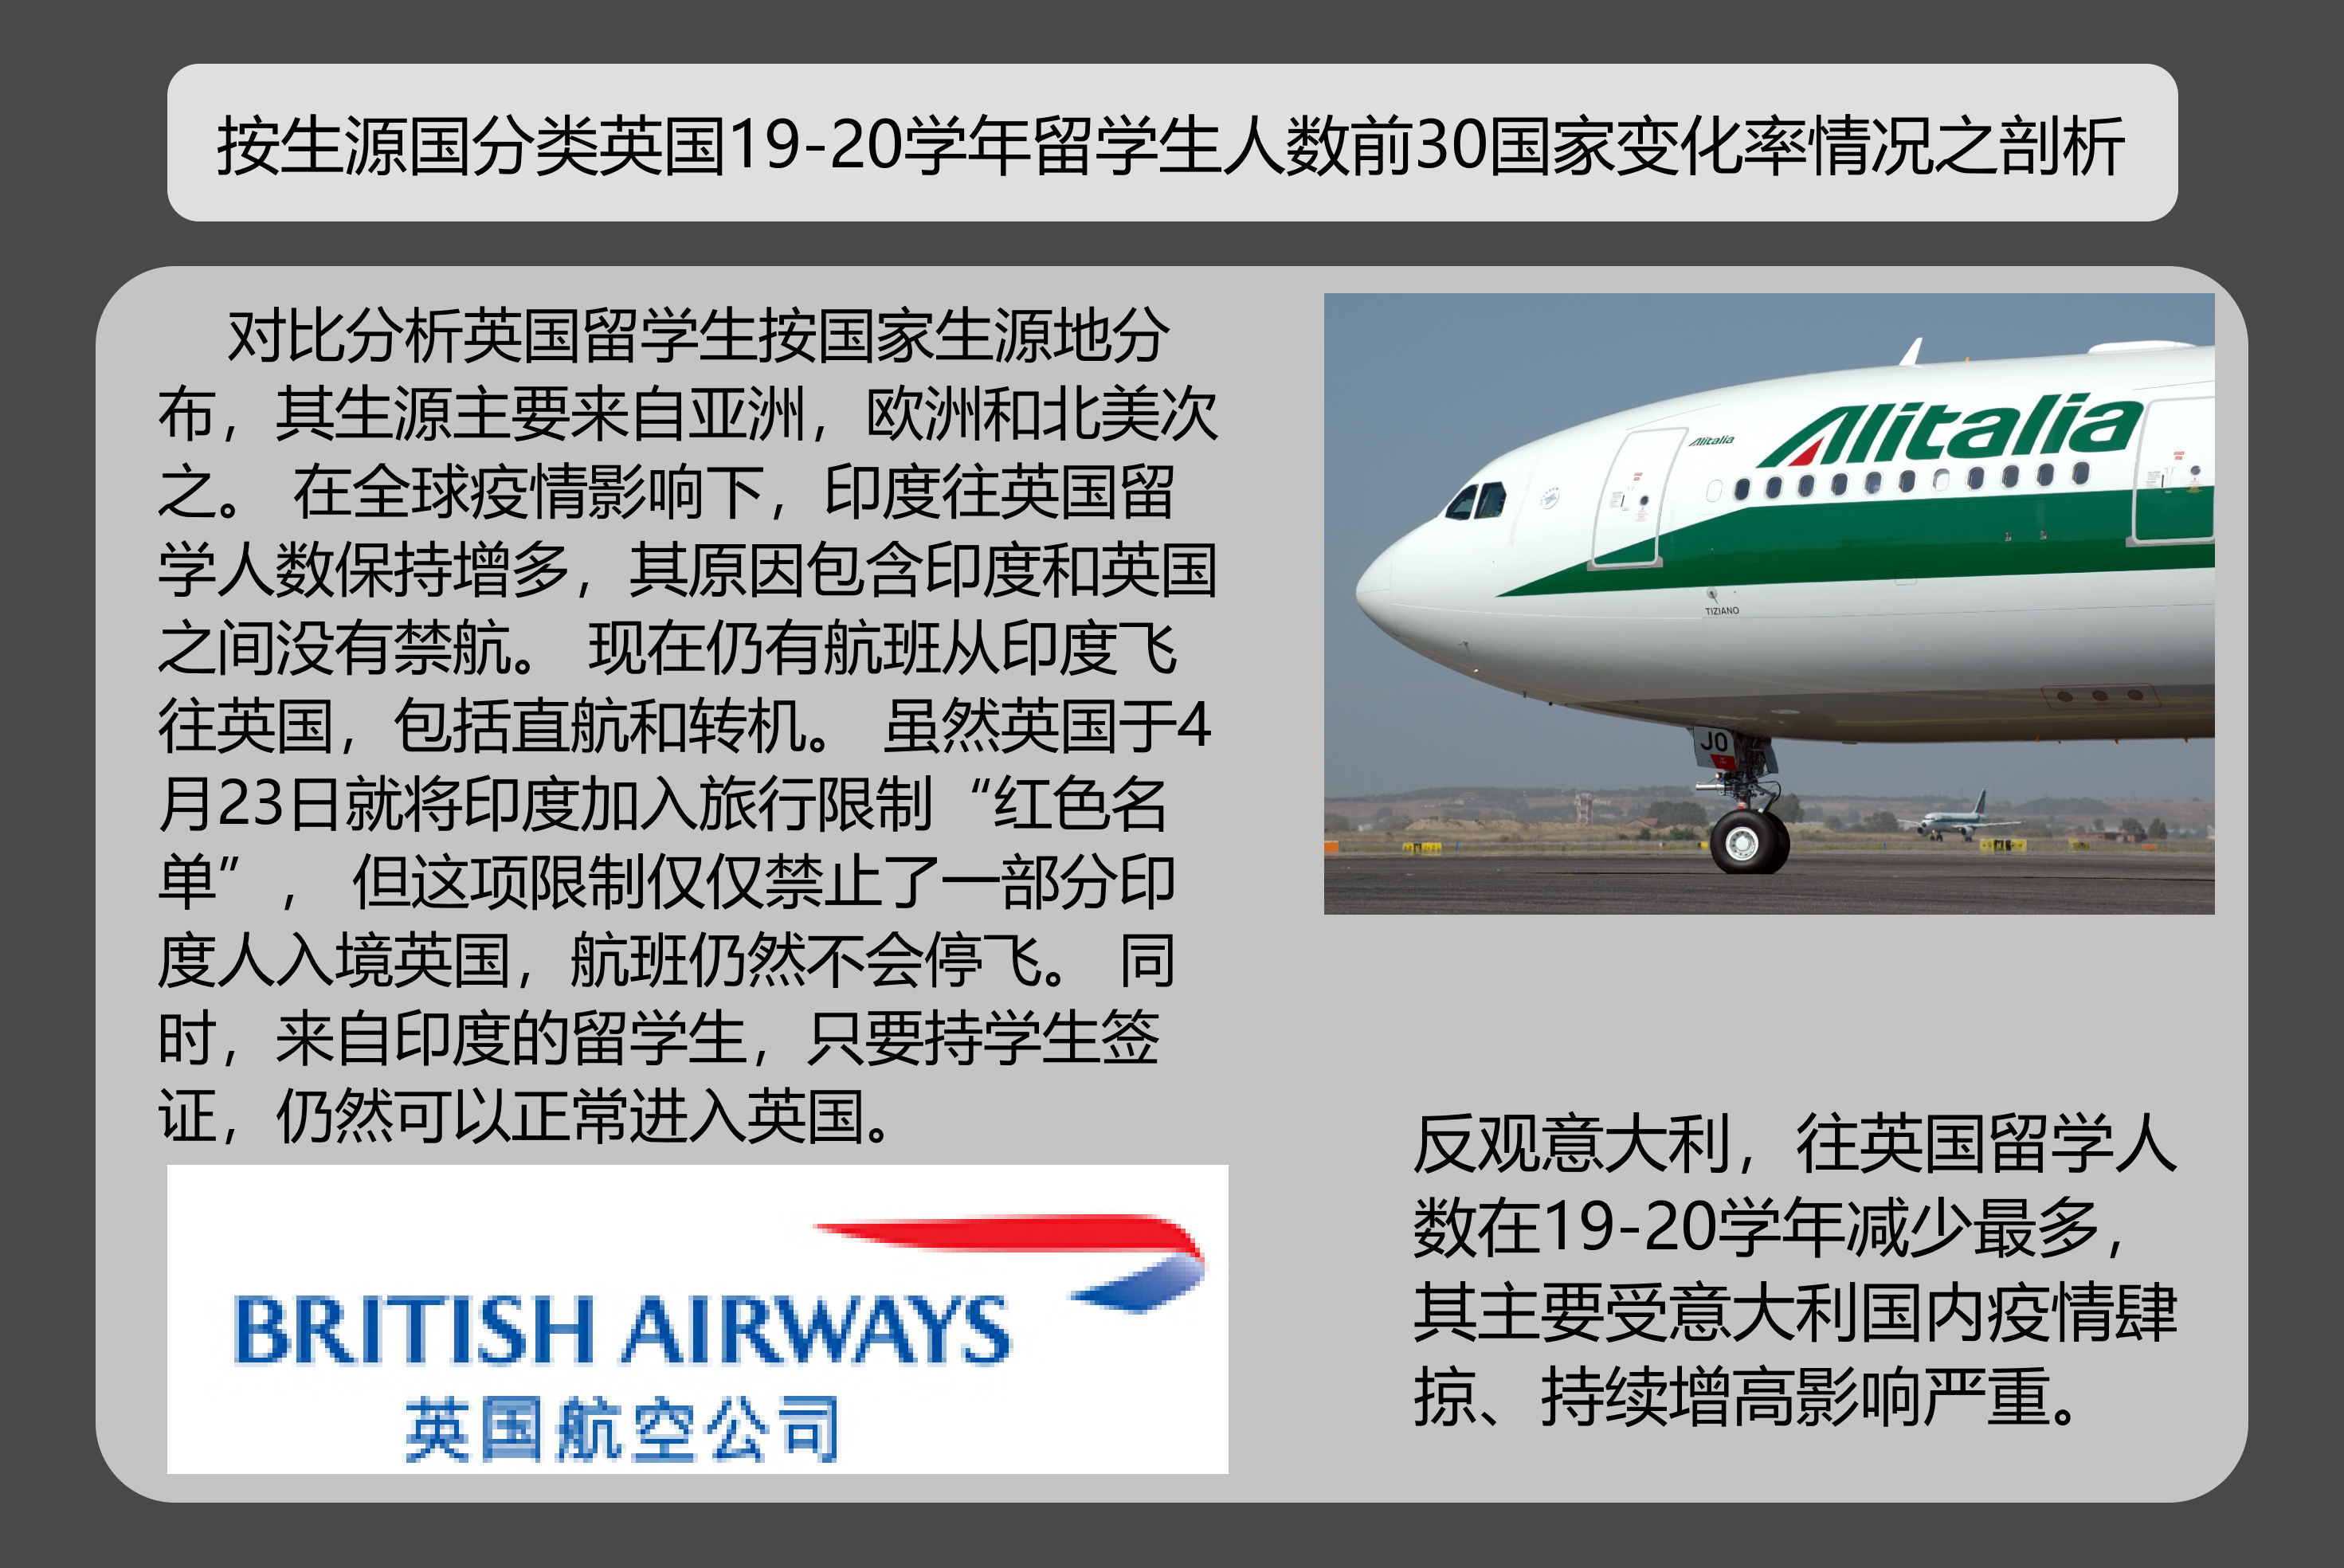 按生源国分类英国19-20学年留学生人数前30国家变化率情况之剖析
对比分析英国留学生按国家生源地分
布，其生源主要来自亚洲，欧洲和北美次
之。 在全球疫情影响下，印度往英国留
学人数保持增多，其原因包含印度和英国
之间没有禁航。 现在仍有航班从印度飞
往英国，包括直航和转机。 虽然英国于4
月23日就将印度加入旅行限制 “红色名
单” ， 但这项限制仅仅禁止了一部分印
度人入境英国，航班仍然不会停飞。 同
时，来自印度的留学生，只要持学生签
证，仍然可以正常进入英国。
BRITISH AIRWAYS
英国航空公司
Alitalia
Alitalia
TIZIANO
JO
反观意大利，往英国留学人
数在19-20学年减少最多，
其主要受意大利国内疫情肆
掠、持续增高影响严重。